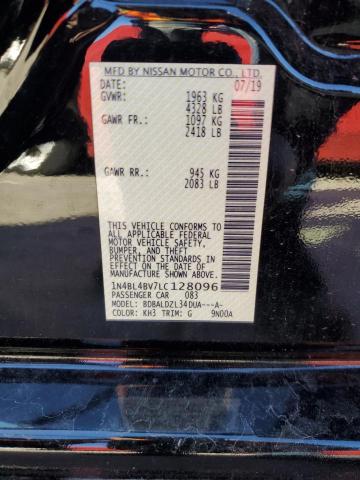 MFD BY NISSAN MOTOR CO., LTD.
DATE: 07/19
GVWR: 1963 KG
4328 LB
GAWR FR.: 1097 KG
2418 LB
GAWR RR.: 945 KG
2083 LB
THIS VEHICLE CONFORMS TO
ALL APPLICABLE FEDERAL
MOTOR VEHICLE SAFETY,
BUMPER, AND THEFT
PREVENTION STANDARDS
IN EFFECT ON THE DATE OF
MANUFACTURE SHOWN ABOVE.
1N4BL4BV7LC128096
PASSENGER CAR 083
MODEL: BDBALDZL34DUA---A-
COLOR: KH3 TRIM: G 9N00A